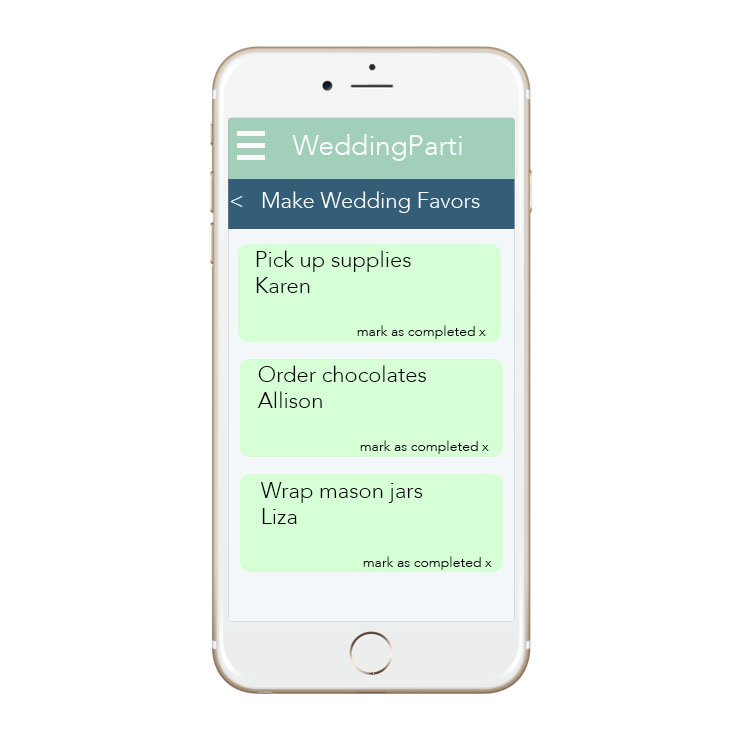 WeddingParti
< Make Wedding Favors
Pick up supplies
Karen
mark as completed x
Order chocolates
Allison
mark as completed x
Wrap mason jars
Liza
mark as completed x